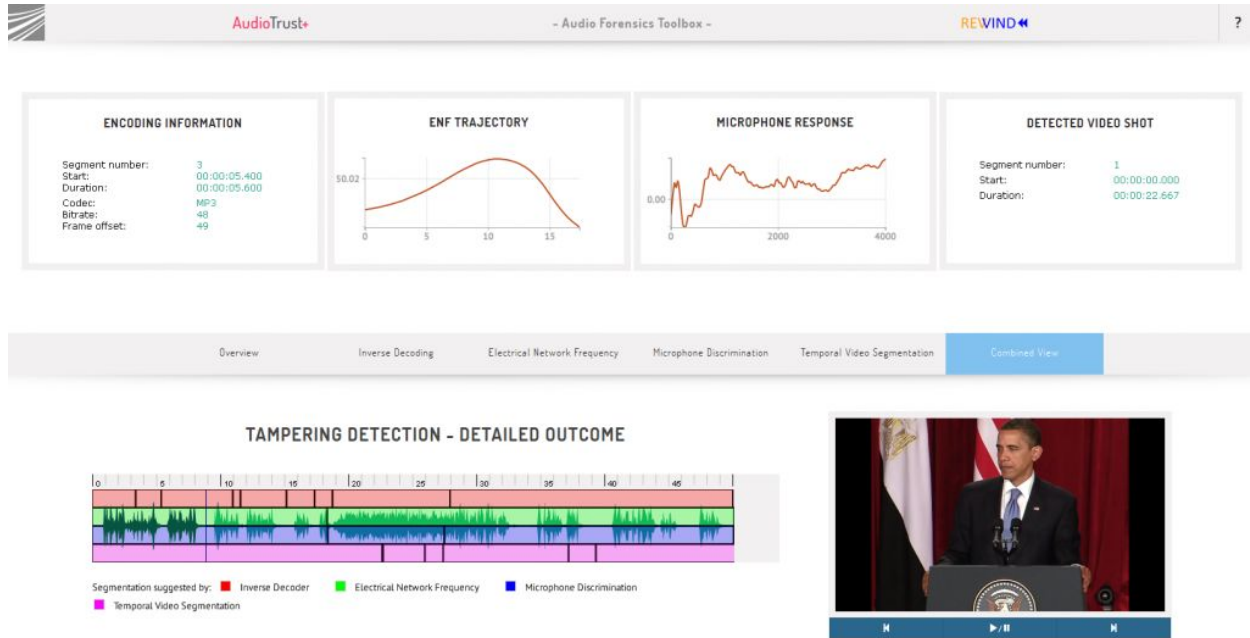 AudioTrust+ - Audio Forensics Toolbox - REWIND ?
ENCODING INFORMATION
Segment number: 3
Start: 00:00:05.400
Duration: 00:00:05.600
Codec: MP3
Bitrate: 48
Frame offset: 49
ENF TRAJECTORY
50.02
0 5 10 15
MICROPHONE RESPONSE
0.00
0 2000 4000
DETECTED VIDEO SHOT
Segment number: 1
Start: 00:00:00.000
Duration: 00:00:22.667
Overview Inverse Decoding Electrical Network Frequency Microphone Discrimination Temporal Video Segmentation Combined View
TAMPERING DETECTION - DETAILED OUTCOME
0 5 10 15 20 25 30 35 40 45
Segmentation suggested by: Inverse Decoder Electrical Network Frequency Microphone Discrimination
Temporal Video Segmentation